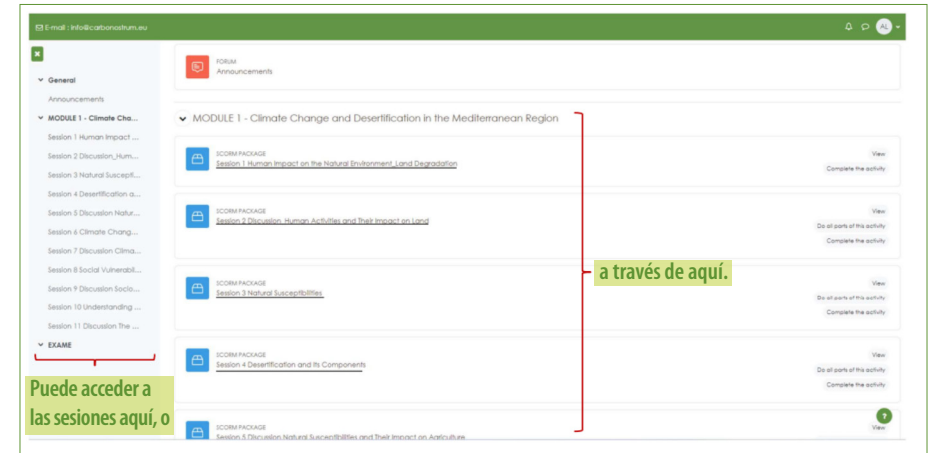 E-mail : info@carbonostrum.eu
AL
General
Announcements
MODULE 1 - Climate Cha...
Session 1 Human Impact ...
Session 2 Discussion_Hum...
Session 3 Natural Suscepti...
Session 4 Desertification a...
Session 5 Discussion Natur...
Session 6 Climate Chang...
Session 7 Discussion Clima...
Session 8 Social Vulnerabil...
Session 9 Discussion Socio...
Session 10 Understanding ...
Session 11 Discussion The ...
EXAME
Puede acceder a
las sesiones aquí, o
FORUM
Announcements
MODULE 1 - Climate Change and Desertification in the Mediterranean Region
SCORM PACKAGE
Session 1 Human Impact on the Natural Environment_Land Degradation
View
Complete the activity
SCORM PACKAGE
Session 2 Discussion_Human Activities and Their Impact on Land
View
Do all parts of this activity
Complete the activity
a través de aquí.
SCORM PACKAGE
Session 3 Natural Susceptibilities
View
Do all parts of this activity
Complete the activity
SCORM PACKAGE
Session 4 Desertification and Its Components
View
Do all parts of this activity
Complete the activity
SCORM PACKAGE
Session 5 Discussion Natural Susceptibilities and Their Impact on Agriculture
?
View